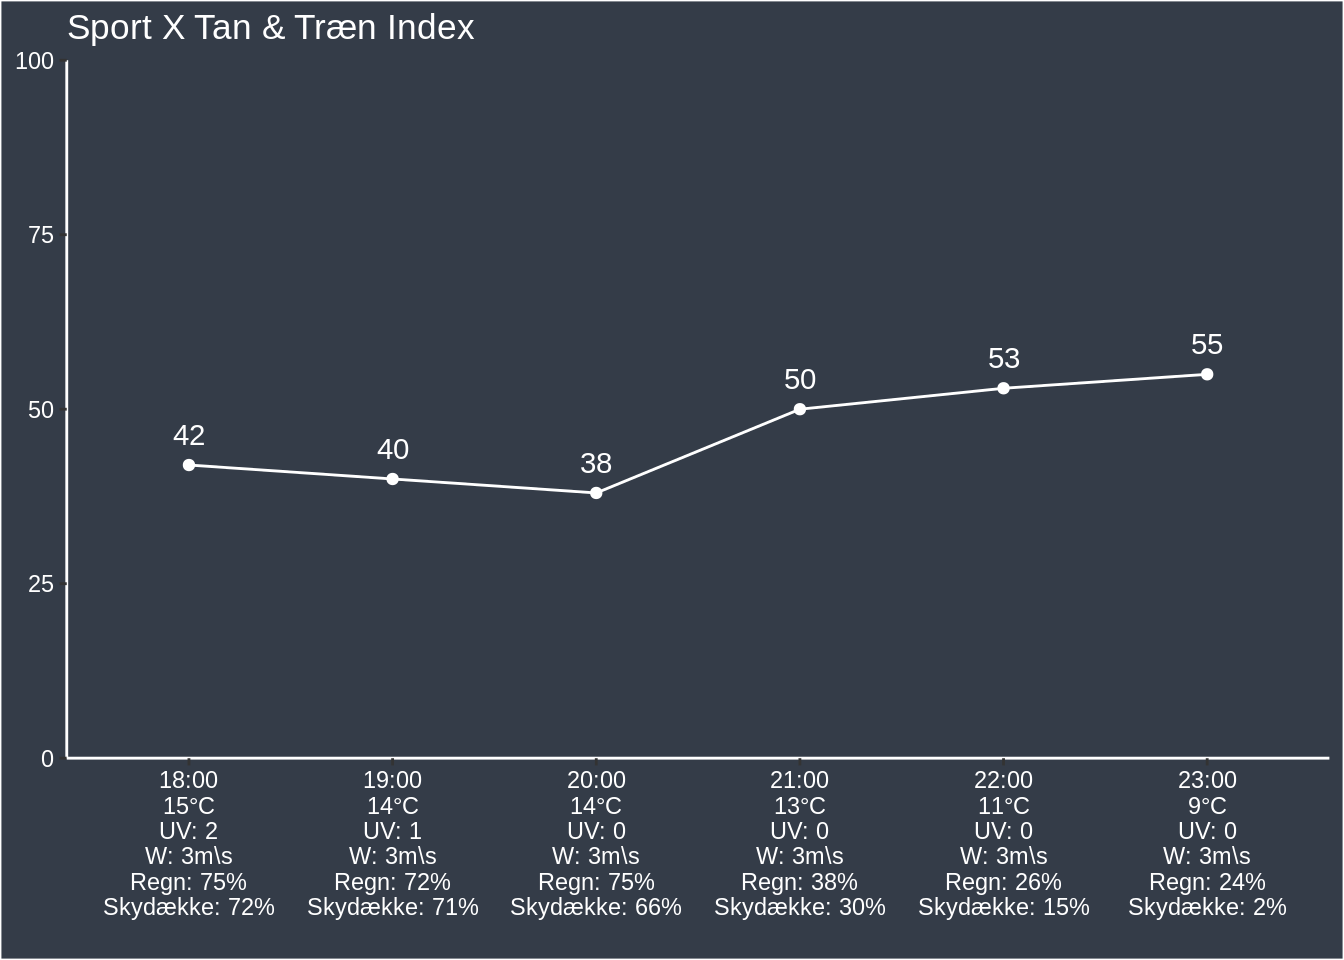 Sport X Tan & Træn Index
100
75
50
25
0
42
40
38
50
53
55
18:00 19:00 20:00 21:00 22:00 23:00
15°C 14°C 14°C 13°C 11°C 9°C
UV: 2 UV: 1 UV: 0 UV: 0 UV: 0 UV: 0
W: 3m\s W: 3m\s W: 3m\s W: 3m\s W: 3m\s W: 3m\s
Regn: 75% Regn: 72% Regn: 75% Regn: 38% Regn: 26% Regn: 24%
Skydække: 72% Skydække: 71% Skydække: 66% Skydække: 30% Skydække: 15% Skydække: 2%